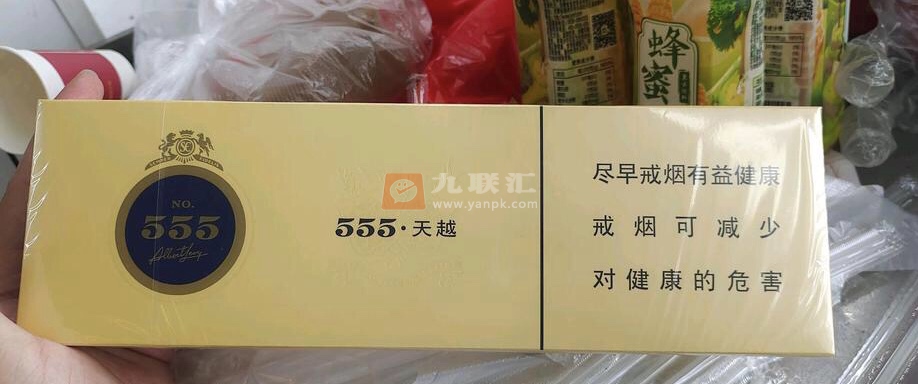 蜂蜜
NO.
555
555·天越
九联汇
www.yanpk.com
尽早戒烟有益健康
戒烟可减少
对健康的危害